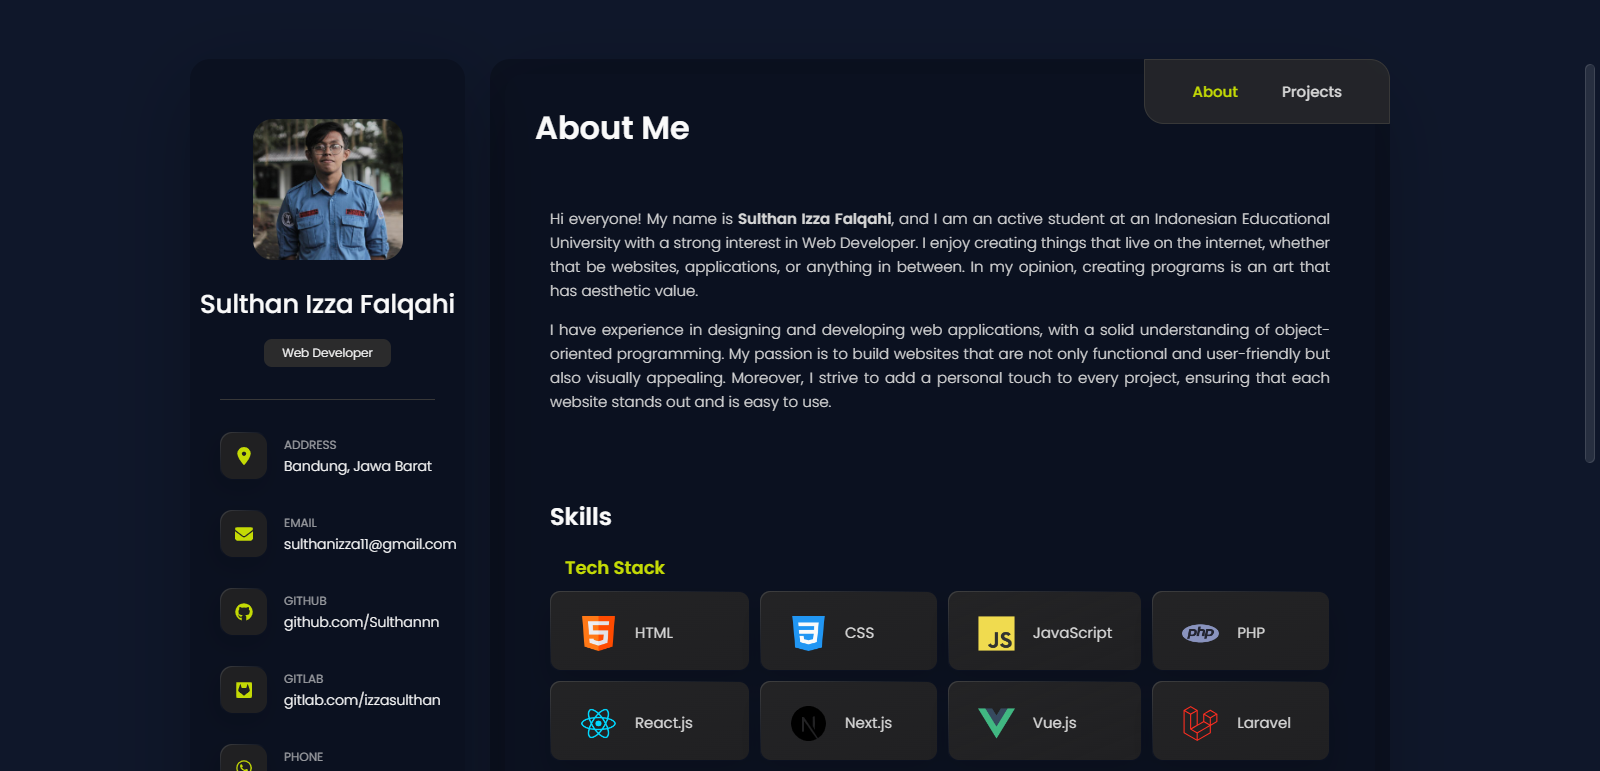 About
Projects
About Me
Sulthan Izza Falqahi
Web Developer
ADDRESS
Bandung, Jawa Barat
EMAIL
sulthanizza11@gmail.com
GITHUB
github.com/Sulthannn
GITLAB
gitlab.com/izzasulthan
PHONE
Hi everyone! My name is Sulthan Izza Falqahi, and I am an active student at an Indonesian Educational
University with a strong interest in Web Developer. I enjoy creating things that live on the internet, whether
that be websites, applications, or anything in between. In my opinion, creating programs is an art that
has aesthetic value.
I have experience in designing and developing web applications, with a solid understanding of object-
oriented programming. My passion is to build websites that are not only functional and user-friendly but
also visually appealing. Moreover, I strive to add a personal touch to every project, ensuring that each
website stands out and is easy to use.
Skills
Tech Stack
HTML
CSS
JS
JavaScript
php
PHP
React.js
N
Next.js
Vue.js
Laravel